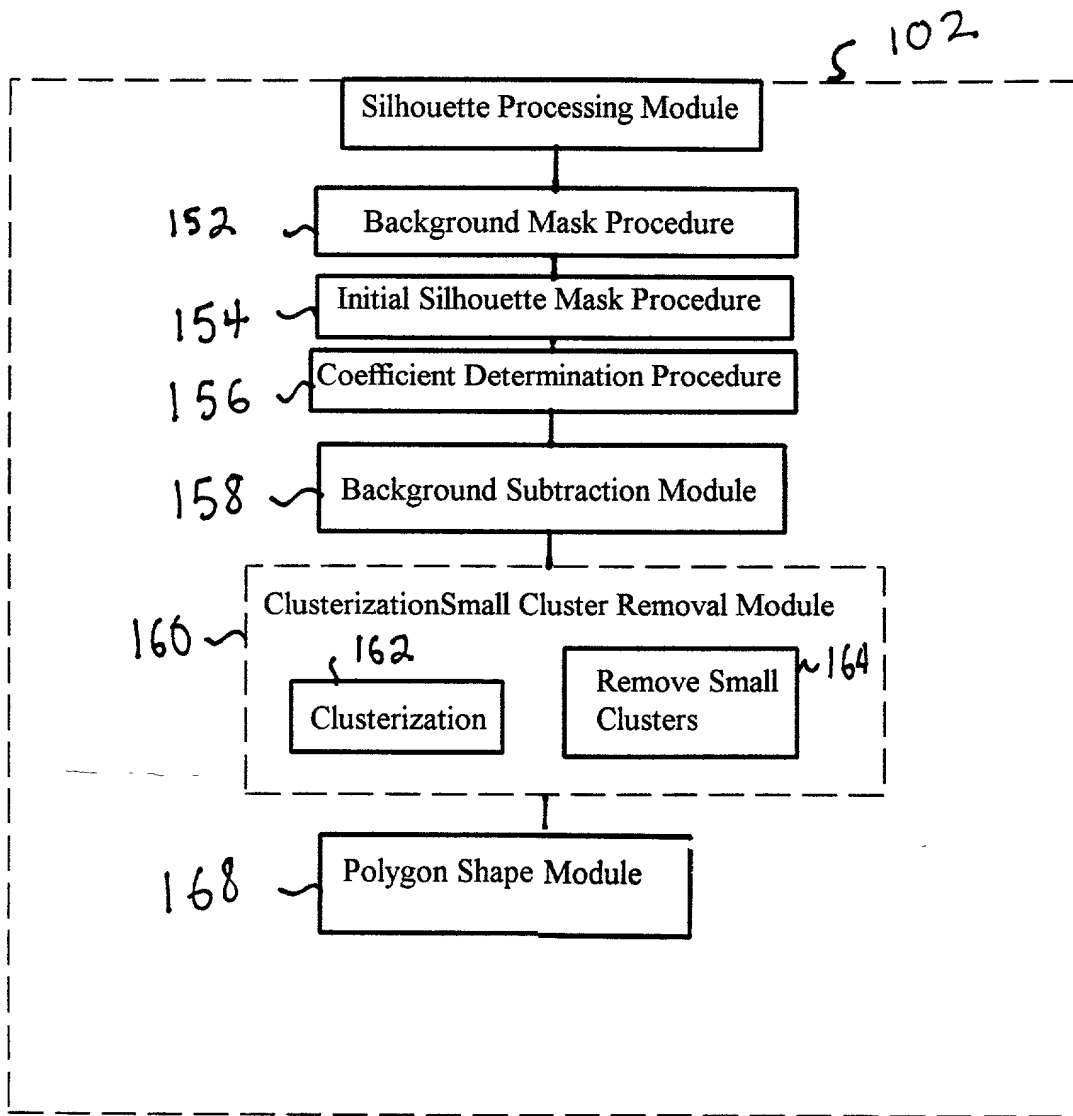 102
Silhouette Processing Module
152
Background Mask Procedure
154
Initial Silhouette Mask Procedure
156
Coefficient Determination Procedure
158
Background Subtraction Module
160
ClusterizationSmall Cluster Removal Module
162
Clusterization
164
Remove Small
Clusters
168
Polygon Shape Module